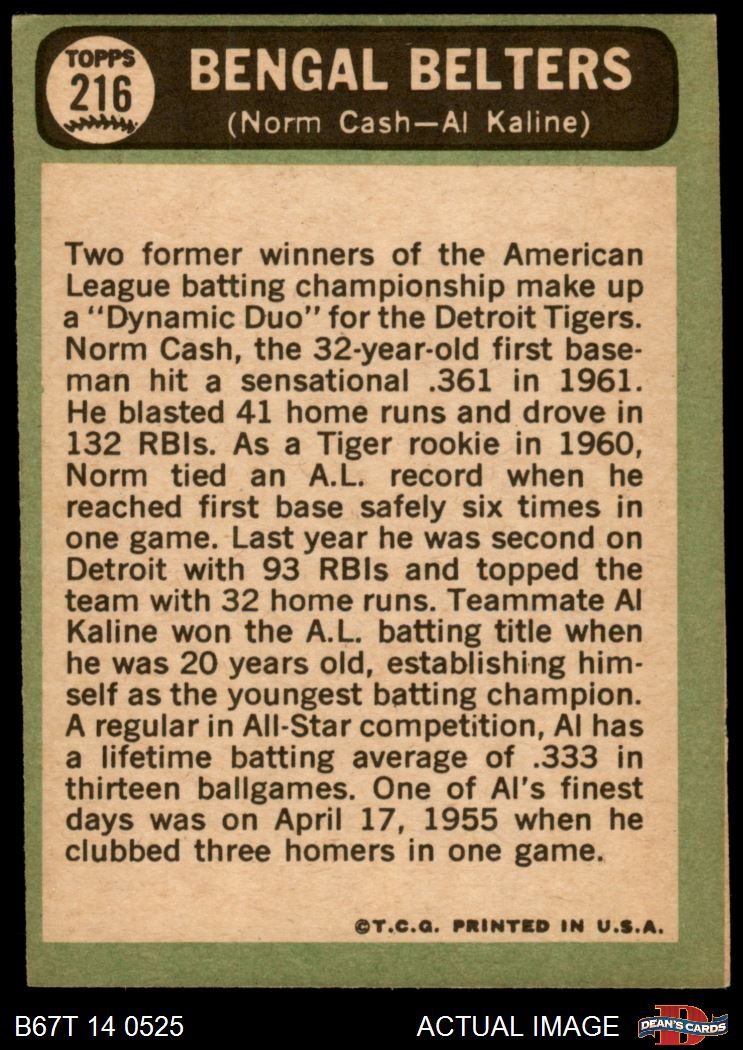 TOPPS
216
BENGAL BELTERS
(Norm Cash—Al Kaline)
Two former winners of the American
League batting championship make up
a "Dynamic Duo" for the Detroit Tigers.
Norm Cash, the 32-year-old first base-
man hit a sensational .361 in 1961.
He blasted 41 home runs and drove in
132 RBIs. As a Tiger rookie in 1960,
Norm tied an A.L. record when he
reached first base safely six times in
one game. Last year he was second on
Detroit with 93 RBIs and topped the
team with 32 home runs. Teammate Al
Kaline won the A.L. batting title when
he was 20 years old, establishing him-
self as the youngest batting champion.
A regular in All-Star competition, Al has
a lifetime batting average of .333 in
thirteen ballgames. One of Al's finest
days was on April 17, 1955 when he
clubbed three homers in one game.
©T.C.G. PRINTED IN U.S.A.
B67T 14 0525 ACTUAL IMAGE
D
DEAN'S CARDS